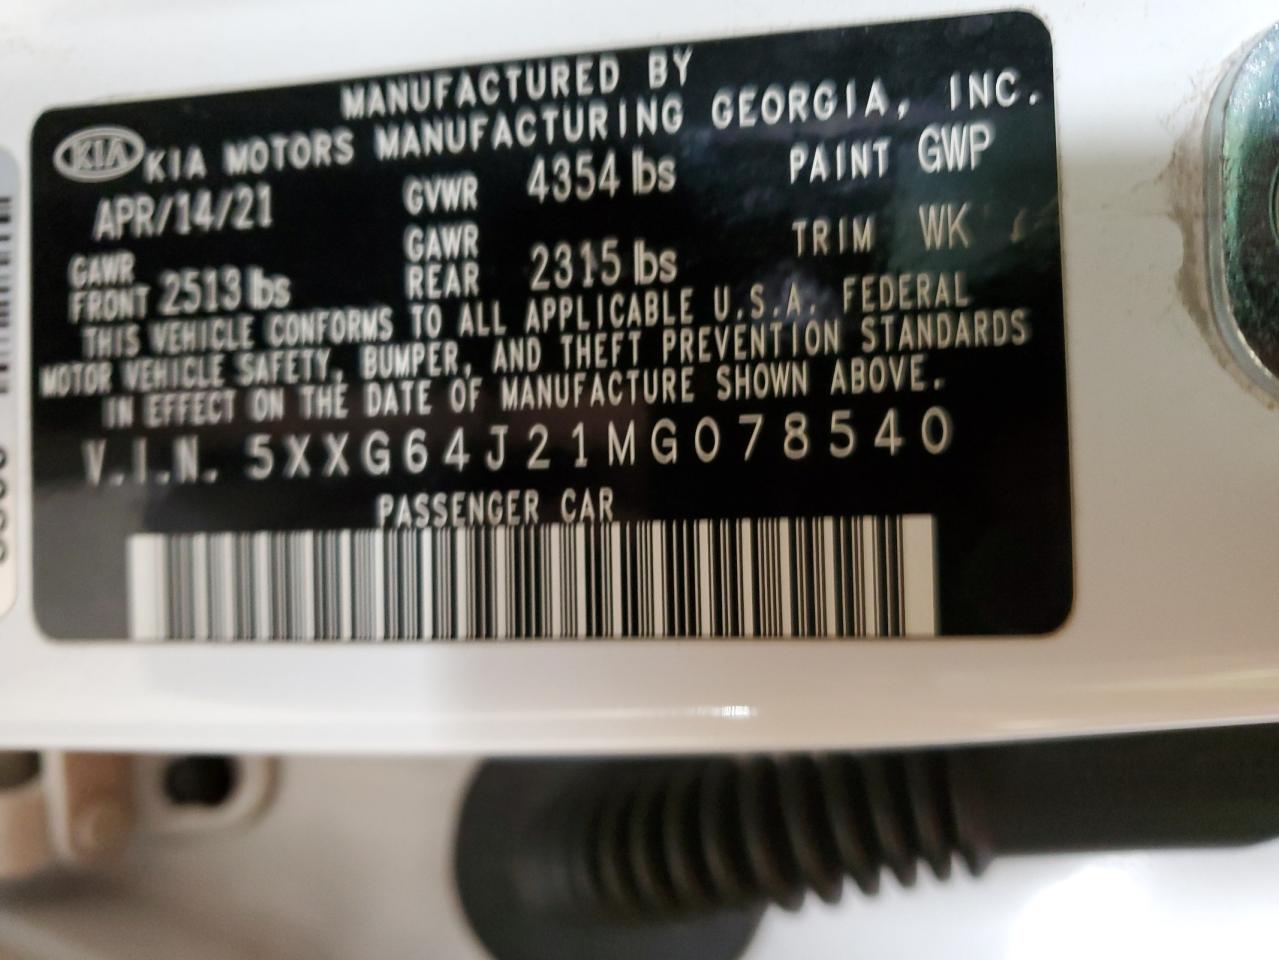 MANUFACTURED BY
KIA KIA MOTORS MANUFACTURING GEORGIA, INC.
APR/14/21 GVWR 4354 lbs PAINT GWP
GAWR FRONT 2513 lbs GAWR REAR 2315 lbs TRIM WK
THIS VEHICLE CONFORMS TO ALL APPLICABLE U.S.A. FEDERAL
MOTOR VEHICLE SAFETY, BUMPER, AND THEFT PREVENTION STANDARDS
IN EFFECT ON THE DATE OF MANUFACTURE SHOWN ABOVE.
V.I.N. 5XXG64J21MG078540
PASSENGER CAR